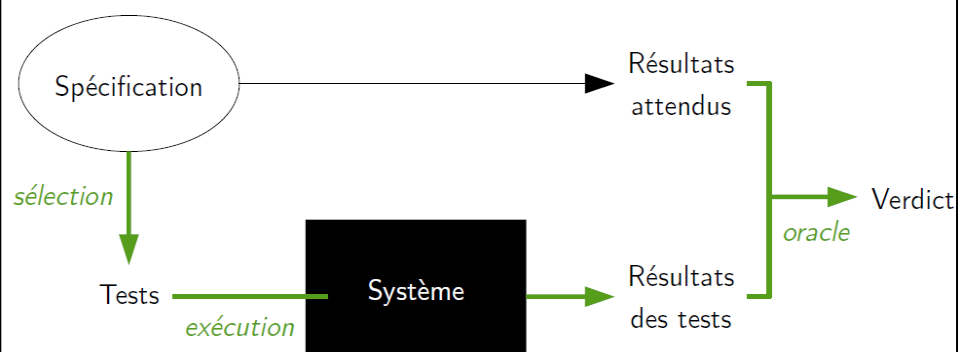 Spécification
Résultats
attendus
sélection
Verdict
oracle
Tests
exécution
Système
Résultats
des tests